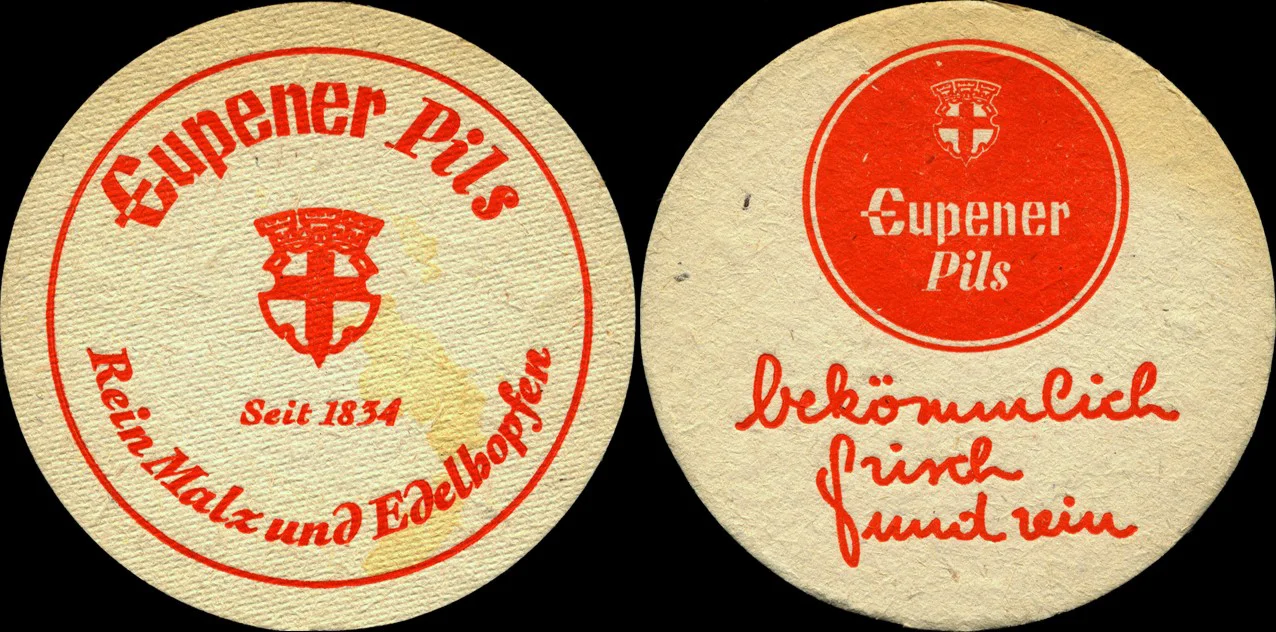 Eupener Pils
Seit 1834
Rein Malz und Edelhopfen
Eupener
Pils
bekömmlich
frisch
und rein